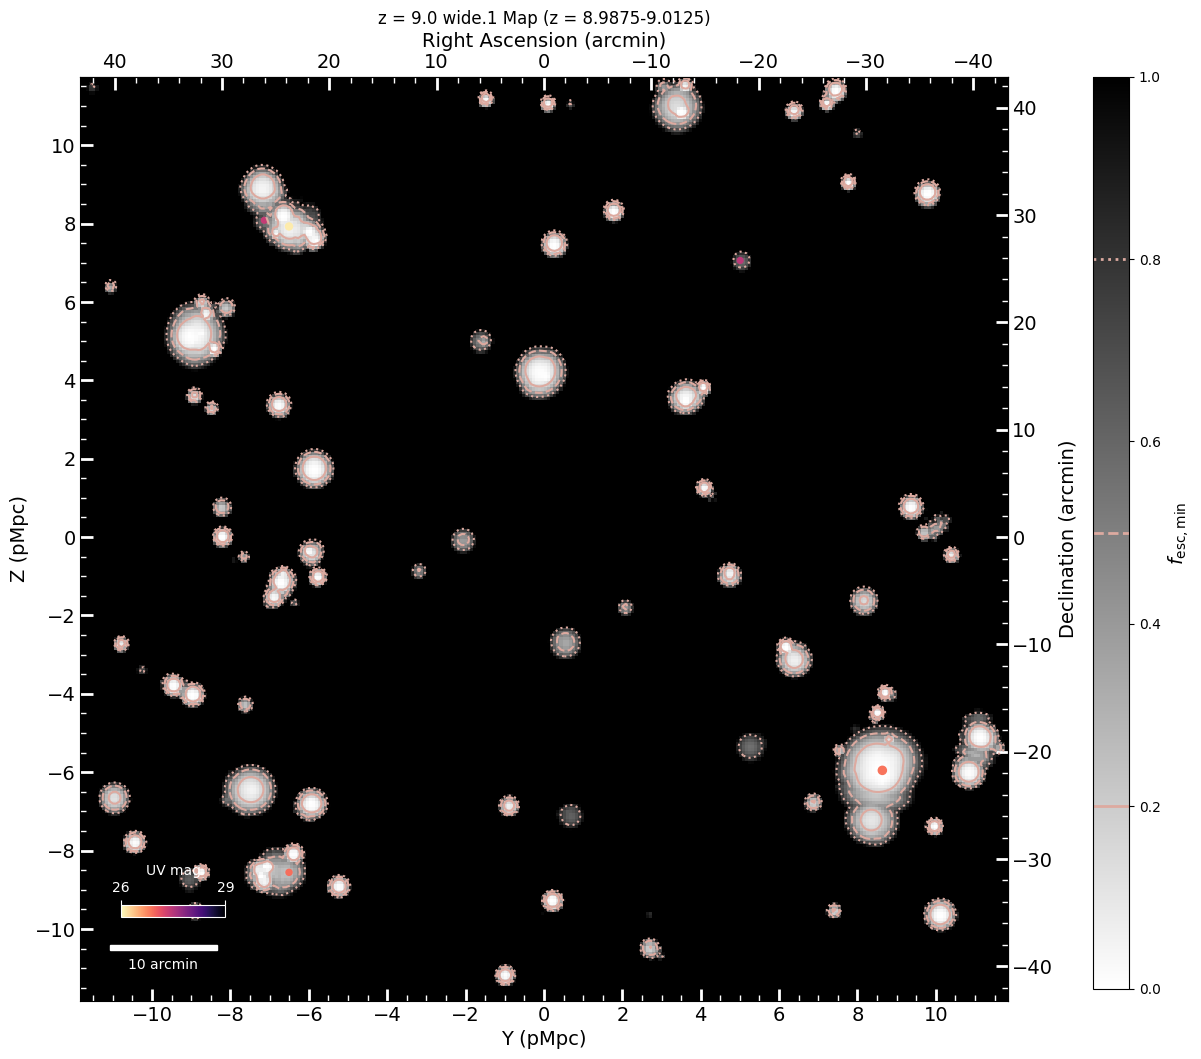 z = 9.0 wide.1 Map (z = 8.9875-9.0125)
Right Ascension (arcmin)
40 30 20 10 0 −10 −20 −30 −40
10
8
6
4
2
0
−2
−4
−6
−8
−10
Z (pMpc)
−10 −8 −6 −4 −2 0 2 4 6 8 10
Y (pMpc)
40
30
20
10
0
−10
−20
−30
−40
Declination (arcmin)
UV mag
26 29
10 arcmin
1.0
0.8
0.6
0.4
0.2
0.0
fesc,min